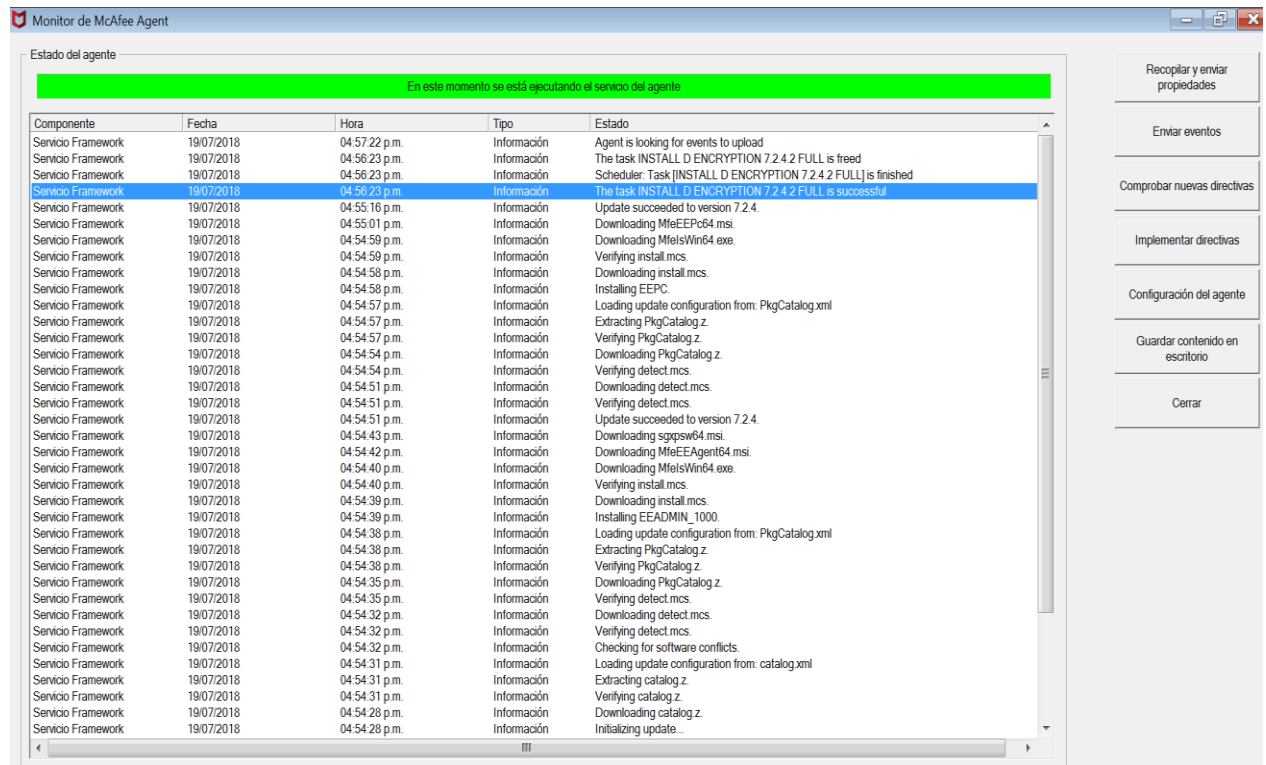 Monitor de McAfee Agent
Estado del agente
En este momento se está ejecutando el servicio del agente
Componente Fecha Hora Tipo Estado
Servicio Framework 19/07/2018 04:57:22 p.m. Información Agent is looking for events to upload
Servicio Framework 19/07/2018 04:56:23 p.m. Información The task INSTALL D ENCRYPTION 7.2.4.2 FULL is freed
Servicio Framework 19/07/2018 04:56:23 p.m. Información Scheduler: Task [INSTALL D ENCRYPTION 7.2.4.2 FULL] is finished
Servicio Framework 19/07/2018 04:56:23 p.m. Información The task INSTALL D ENCRYPTION 7.2.4.2 FULL is successful
Servicio Framework 19/07/2018 04:55:16 p.m. Información Update succeeded to version 7.2.4.
Servicio Framework 19/07/2018 04:55:01 p.m. Información Downloading MfeEEPc64.msi.
Servicio Framework 19/07/2018 04:54:59 p.m. Información Downloading MfeIsWin64.exe.
Servicio Framework 19/07/2018 04:54:59 p.m. Información Verifying install.mcs.
Servicio Framework 19/07/2018 04:54:58 p.m. Información Downloading install.mcs.
Servicio Framework 19/07/2018 04:54:58 p.m. Información Installing EEPC.
Servicio Framework 19/07/2018 04:54:57 p.m. Información Loading update configuration from: PkgCatalog.xml
Servicio Framework 19/07/2018 04:54:57 p.m. Información Extracting PkgCatalog.z.
Servicio Framework 19/07/2018 04:54:57 p.m. Información Verifying PkgCatalog.z.
Servicio Framework 19/07/2018 04:54:54 p.m. Información Downloading PkgCatalog.z.
Servicio Framework 19/07/2018 04:54:54 p.m. Información Verifying detect.mcs.
Servicio Framework 19/07/2018 04:54:51 p.m. Información Downloading detect.mcs.
Servicio Framework 19/07/2018 04:54:51 p.m. Información Verifying detect.mcs.
Servicio Framework 19/07/2018 04:54:51 p.m. Información Update succeeded to version 7.2.4.
Servicio Framework 19/07/2018 04:54:43 p.m. Información Downloading sgxpsw64.msi.
Servicio Framework 19/07/2018 04:54:42 p.m. Información Downloading MfeEEAgent64.msi.
Servicio Framework 19/07/2018 04:54:40 p.m. Información Downloading MfeIsWin64.exe.
Servicio Framework 19/07/2018 04:54:40 p.m. Información Verifying install.mcs.
Servicio Framework 19/07/2018 04:54:39 p.m. Información Downloading install.mcs.
Servicio Framework 19/07/2018 04:54:39 p.m. Información Installing EEADMIN_1000.
Servicio Framework 19/07/2018 04:54:38 p.m. Información Loading update configuration from: PkgCatalog.xml
Servicio Framework 19/07/2018 04:54:38 p.m. Información Extracting PkgCatalog.z.
Servicio Framework 19/07/2018 04:54:38 p.m. Información Verifying PkgCatalog.z.
Servicio Framework 19/07/2018 04:54:35 p.m. Información Downloading PkgCatalog.z.
Servicio Framework 19/07/2018 04:54:35 p.m. Información Verifying detect.mcs.
Servicio Framework 19/07/2018 04:54:32 p.m. Información Downloading detect.mcs.
Servicio Framework 19/07/2018 04:54:32 p.m. Información Verifying detect.mcs.
Servicio Framework 19/07/2018 04:54:32 p.m. Información Checking for software conflicts.
Servicio Framework 19/07/2018 04:54:31 p.m. Información Loading update configuration from: catalog.xml
Servicio Framework 19/07/2018 04:54:31 p.m. Información Extracting catalog.z.
Servicio Framework 19/07/2018 04:54:31 p.m. Información Verifying catalog.z.
Servicio Framework 19/07/2018 04:54:28 p.m. Información Downloading catalog.z.
Servicio Framework 19/07/2018 04:54:28 p.m. Información Initializing update...
Recopilar y enviar
propiedades
Enviar eventos
Comprobar nuevas directivas
Implementar directivas
Configuración del agente
Guardar contenido en
escritorio
Cerrar